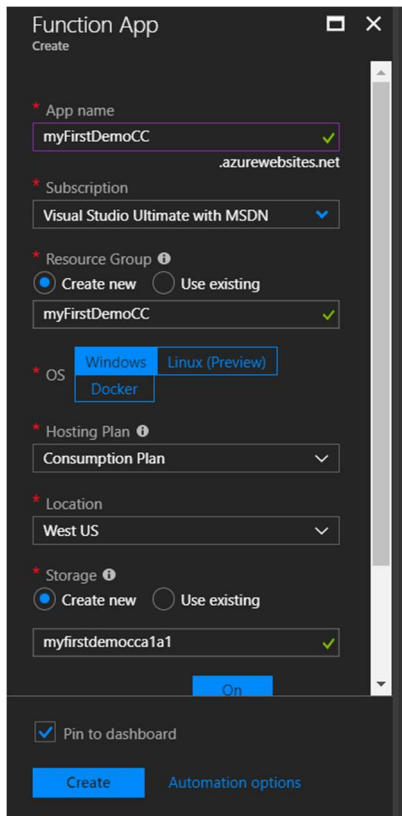 Function App
Create
* App name
myFirstDemoCC
.azurewebsites.net
* Subscription
Visual Studio Ultimate with MSDN
* Resource Group
Create new Use existing
myFirstDemoCC
* OS Windows Linux (Preview)
Docker
* Hosting Plan
Consumption Plan
* Location
West US
* Storage
Create new Use existing
myfirstdemocca1a1
On
Pin to dashboard
Create Automation options